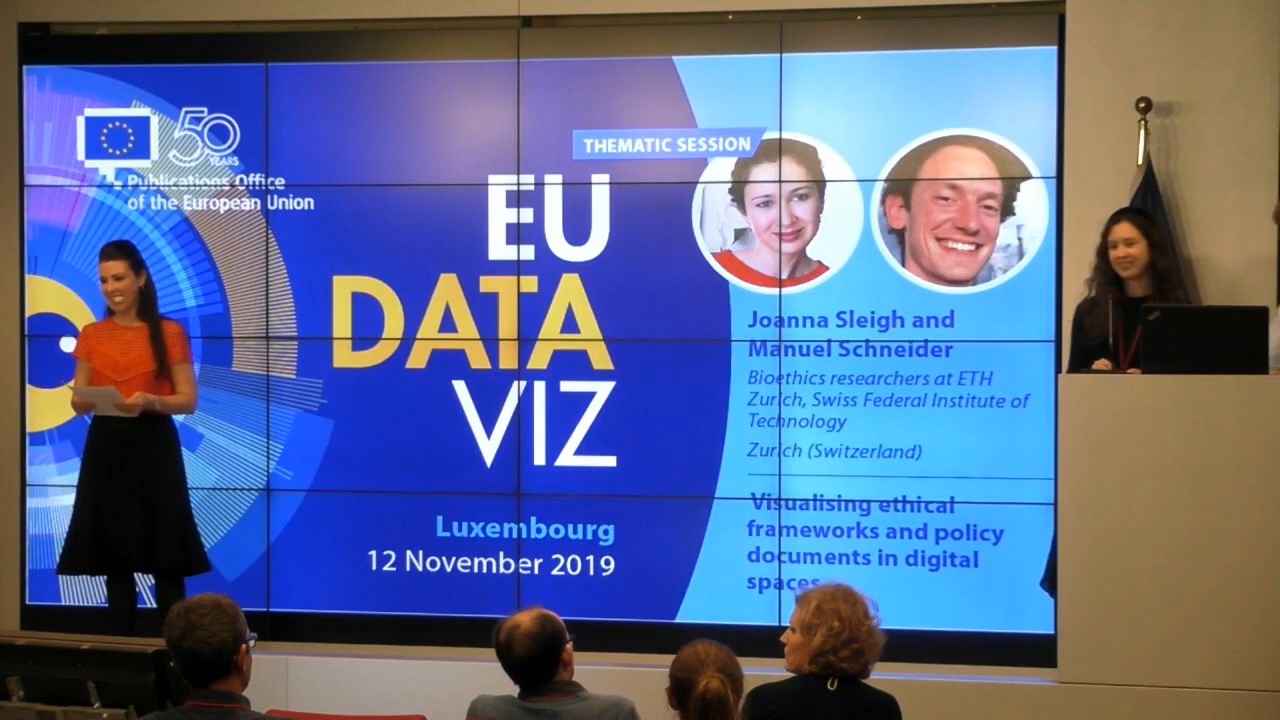 50
YEARS
Publications Office
of the European Union
THEMATIC SESSION
EU
DATA
VIZ
Luxembourg
12 November 2019
Joanna Sleigh and
Manuel Schneider
Bioethics researchers at ETH
Zurich, Swiss Federal Institute of
Technology
Zurich (Switzerland)
Visualising ethical
frameworks and policy
documents in digital
spaces